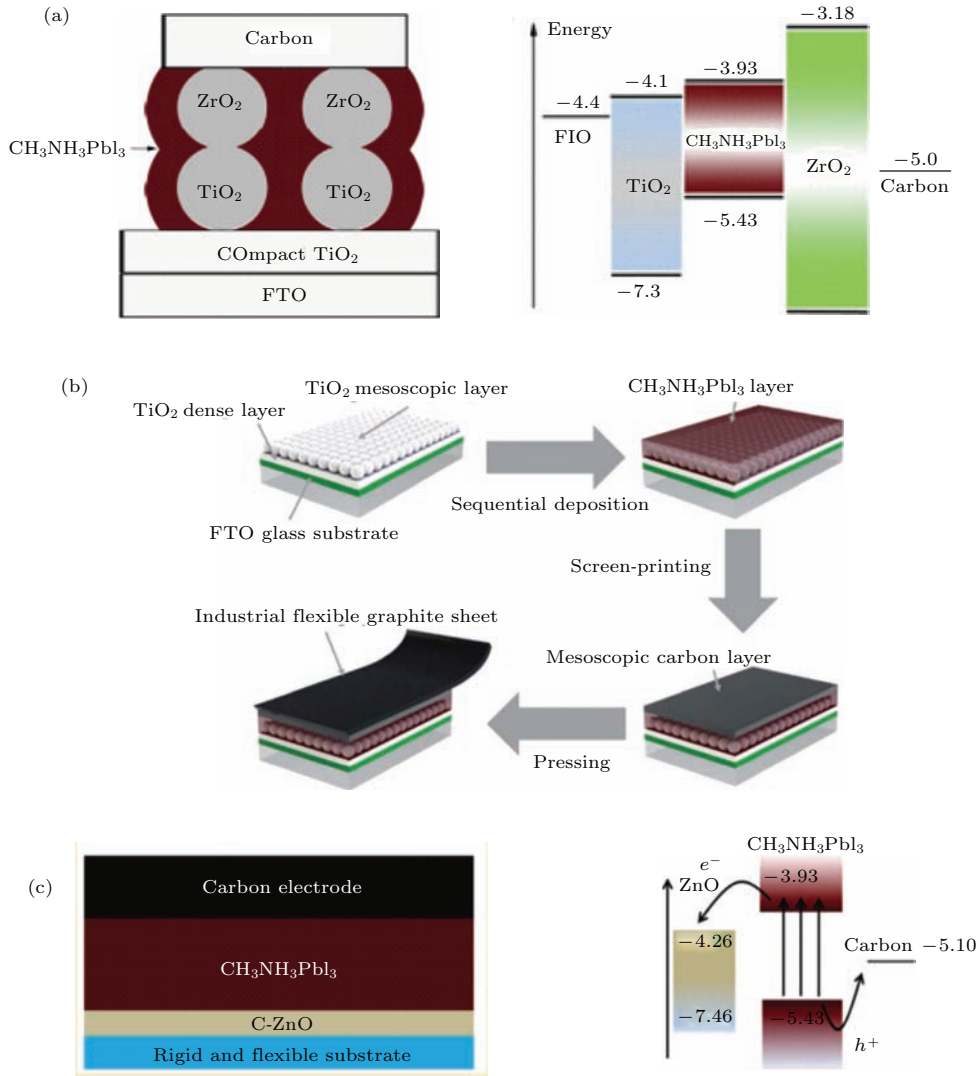 (a)
Carbon
ZrO₂ ZrO₂
CH₃NH₃PbI₃
TiO₂ TiO₂
COmpact TiO₂
FTO
Energy
−3.18
−3.93
−4.1
−4.4
FIO
CH₃NH₃PbI₃
TiO₂
ZrO₂
−5.0
Carbon
−5.43
−7.3
(b)
TiO₂ mesoscopic layer
TiO₂ dense layer
FTO glass substrate
CH₃NH₃PbI₃ layer
Sequential deposition
Screen-printing
Industrial flexible graphite sheet
Mesoscopic carbon layer
Pressing
(c)
Carbon electrode
CH₃NH₃PbI₃
C-ZnO
Rigid and flexible substrate
CH₃NH₃PbI₃
e⁻
−3.93
ZnO
−4.26
Carbon −5.10
−7.46
−5.43
h⁺